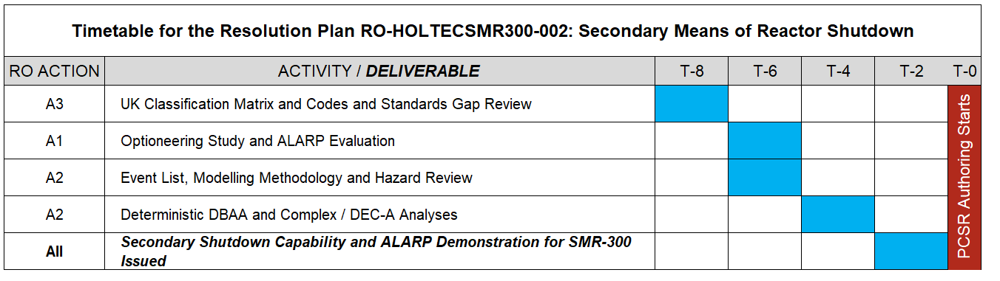 Timetable for the Resolution Plan RO-HOLTECSMR300-002: Secondary Means of Reactor Shutdown
RO ACTION ACTIVITY / DELIVERABLE T-8 T-6 T-4 T-2 T-0
A3 UK Classification Matrix and Codes and Standards Gap Review
A1 Optioneering Study and ALARP Evaluation
A2 Event List, Modelling Methodology and Hazard Review
A2 Deterministic DBAA and Complex / DEC-A Analyses
All Secondary Shutdown Capability and ALARP Demonstration for SMR-300
Issued
PCSR Authoring Starts